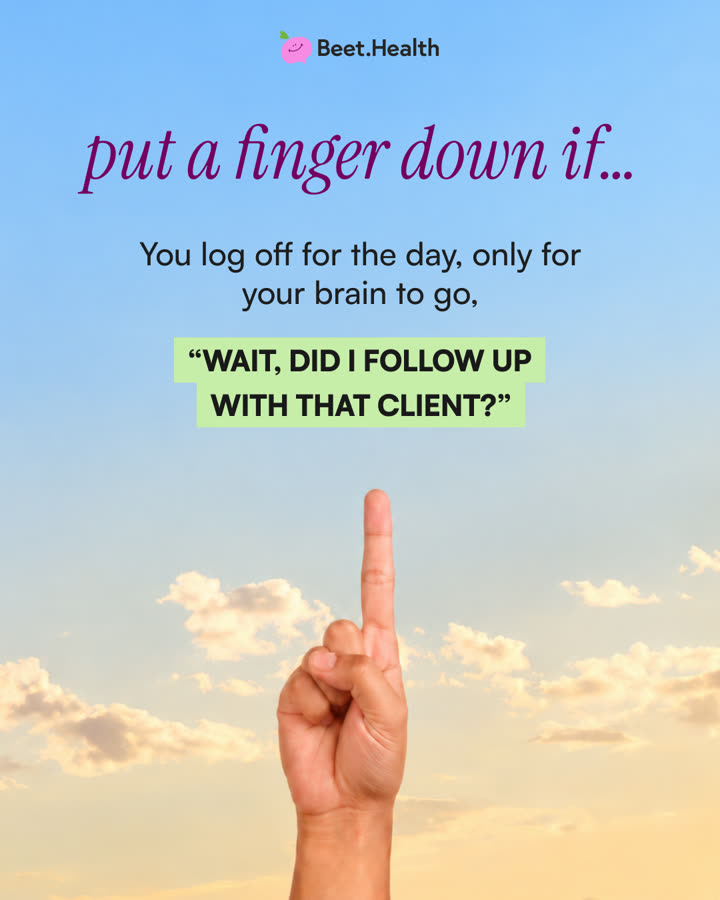 Beet.Health
put a finger down if...
You log off for the day, only for
your brain to go,
“WAIT, DID I FOLLOW UP
WITH THAT CLIENT?”